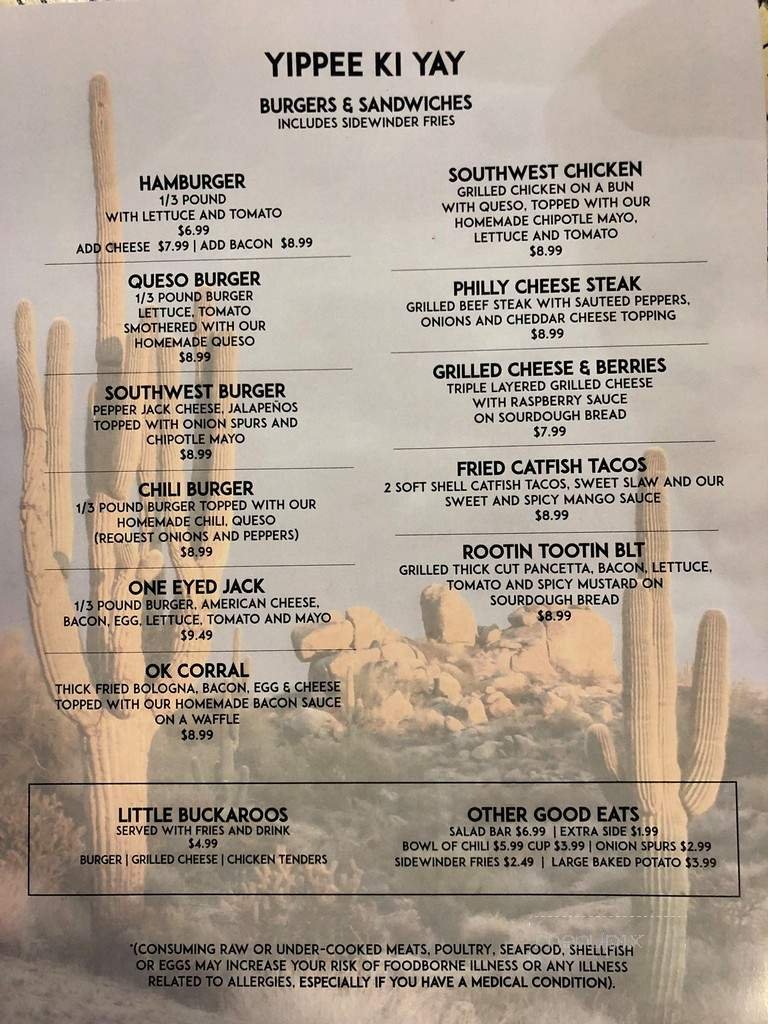 YIPPEE KI YAY
BURGERS & SANDWICHES
INCLUDES SIDEWINDER FRIES
HAMBURGER
1/3 POUND
WITH LETTUCE AND TOMATO
$6.99
ADD CHEESE $7.99 | ADD BACON $8.99
QUESO BURGER
1/3 POUND BURGER
LETTUCE, TOMATO
SMOTHERED WITH OUR
HOMEMADE QUESO
$8.99
SOUTHWEST BURGER
PEPPER JACK CHEESE, JALAPEÑOS
TOPPED WITH ONION SPURS AND
CHIPOTLE MAYO
$8.99
CHILI BURGER
1/3 POUND BURGER TOPPED WITH OUR
HOMEMADE CHILI, QUESO
(REQUEST ONIONS AND PEPPERS)
$8.99
ONE EYED JACK
1/3 POUND BURGER, AMERICAN CHEESE,
BACON, EGG, LETTUCE, TOMATO AND MAYO
$9.49
OK CORRAL
THICK FRIED BOLOGNA, BACON, EGG & CHEESE
TOPPED WITH OUR HOMEMADE BACON SAUCE
ON A WAFFLE
$8.99
SOUTHWEST CHICKEN
GRILLED CHICKEN ON A BUN
WITH QUESO, TOPPED WITH OUR
HOMEMADE CHIPOTLE MAYO,
LETTUCE AND TOMATO
$8.99
PHILLY CHEESE STEAK
GRILLED BEEF STEAK WITH SAUTEED PEPPERS,
ONIONS AND CHEDDAR CHEESE TOPPING
$8.99
GRILLED CHEESE & BERRIES
TRIPLE LAYERED GRILLED CHEESE
WITH RASPBERRY SAUCE
ON SOURDOUGH BREAD
$7.99
FRIED CATFISH TACOS
2 SOFT SHELL CATFISH TACOS, SWEET SLAW AND OUR
SWEET AND SPICY MANGO SAUCE
$8.99
ROOTIN TOOTIN BLT
GRILLED THICK CUT PANCETTA, BACON, LETTUCE,
TOMATO AND SPICY MUSTARD ON
SOURDOUGH BREAD
$8.99
LITTLE BUCKAROOS
SERVED WITH FRIES AND DRINK
$4.99
BURGER | GRILLED CHEESE | CHICKEN TENDERS
OTHER GOOD EATS
SALAD BAR $6.99 | EXTRA SIDE $1.99
BOWL OF CHILI $5.99 CUP $3.99 | ONION SPURS $2.99
SIDEWINDER FRIES $2.49 | LARGE BAKED POTATO $3.99
*(CONSUMING RAW OR UNDER-COOKED MEATS, POULTRY, SEAFOOD, SHELLFISH
OR EGGS MAY INCREASE YOUR RISK OF FOODBORNE ILLNESS OR ANY ILLNESS
RELATED TO ALLERGIES, ESPECIALLY IF YOU HAVE A MEDICAL CONDITION).